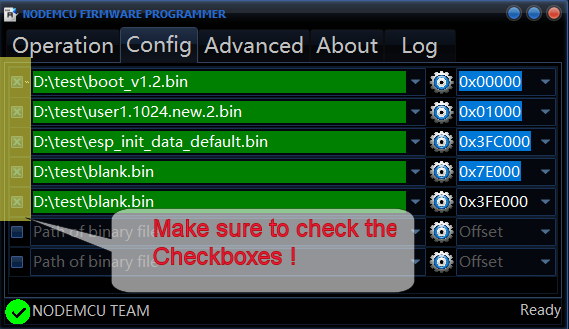 NODEMCU FIRMWARE PROGRAMMER
Operation Config Advanced About Log
D:\test\boot_v1.2.bin 0x00000
D:\test\user1.1024.new.2.bin 0x01000
D:\test\esp_init_data_default.bin 0x3FC000
D:\test\blank.bin 0x7E000
D:\test\blank.bin 0x3FE000
Path of binary file Offset
Path of binary file Offset
Make sure to check the
Checkboxes !
NODEMCU TEAM Ready